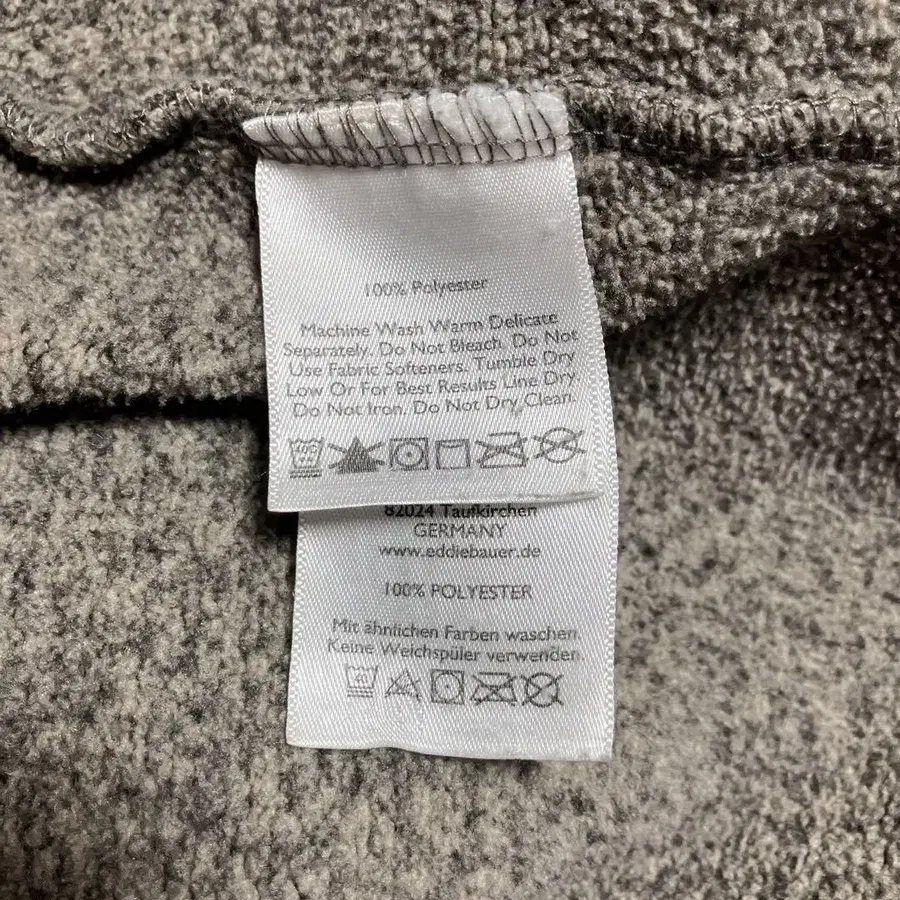 100% Polyester
Machine Wash Warm Delicate
Separately. Do Not Bleach. Do Not
Use Fabric Softeners. Tumble Dry
Low Or For Best Results Line Dry.
Do Not Iron. Do Not Dry Clean.
40C
82024 Taufkirchen
GERMANY
www.eddiebauer.de
100% POLYESTER
Mit ähnlichen Farben waschen.
Keine Weichspüler verwenden.
40